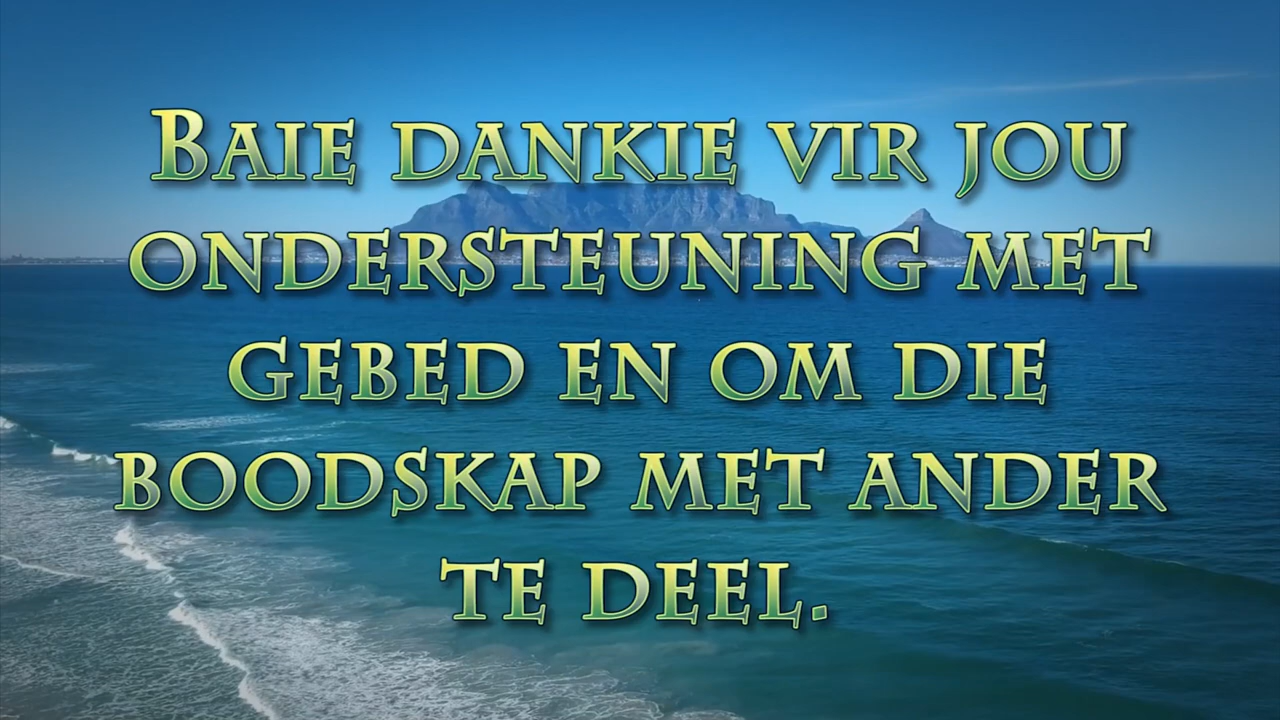 Baie dankie vir jou
ondersteuning met
gebed en om die
boodskap met ander
te deel.